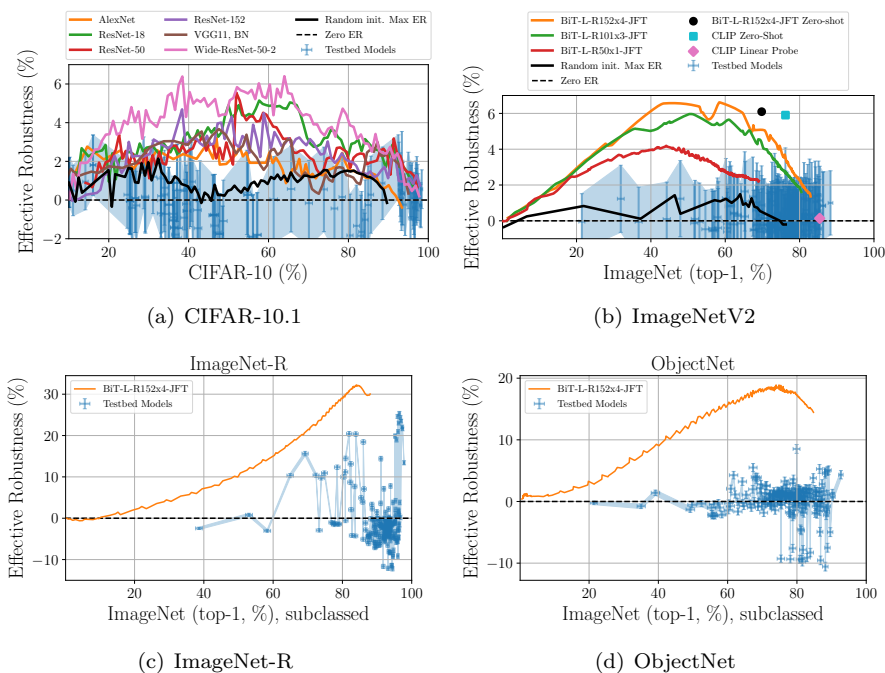 AlexNet
ResNet-18
ResNet-50
ResNet-152
VGG11, BN
Wide-ResNet-50-2
Random init. Max ER
Zero ER
Testbed Models
Effective Robustness (%)
6
4
2
0
−2
20 40 60 80 100
CIFAR-10 (%)
(a) CIFAR-10.1
BiT-L-R152x4-JFT
BiT-L-R101x3-JFT
BiT-L-R50x1-JFT
Random init. Max ER
Zero ER
BiT-L-R152x4-JFT Zero-shot
CLIP Zero-Shot
CLIP Linear Probe
Testbed Models
Effective Robustness (%)
6
4
2
0
20 40 60 80 100
ImageNet (top-1, %)
(b) ImageNetV2
ImageNet-R
BiT-L-R152x4-JFT
Testbed Models
Effective Robustness (%)
30
20
10
0
−10
20 40 60 80 100
ImageNet (top-1, %), subclassed
(c) ImageNet-R
ObjectNet
BiT-L-R152x4-JFT
Testbed Models
Effective Robustness (%)
20
10
0
−10
20 40 60 80 100
ImageNet (top-1, %), subclassed
(d) ObjectNet